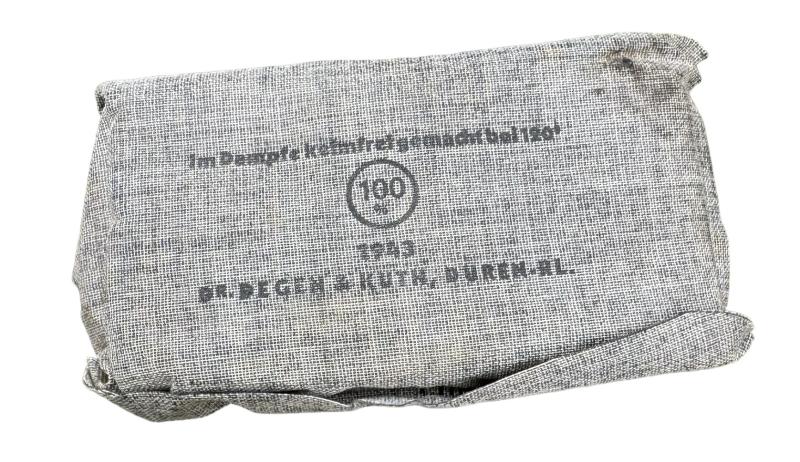 Im Dampfe keimfrei gemacht bei 120°
100
%
1943
DR. DEGEN & KUTH, DÜREN-RL.